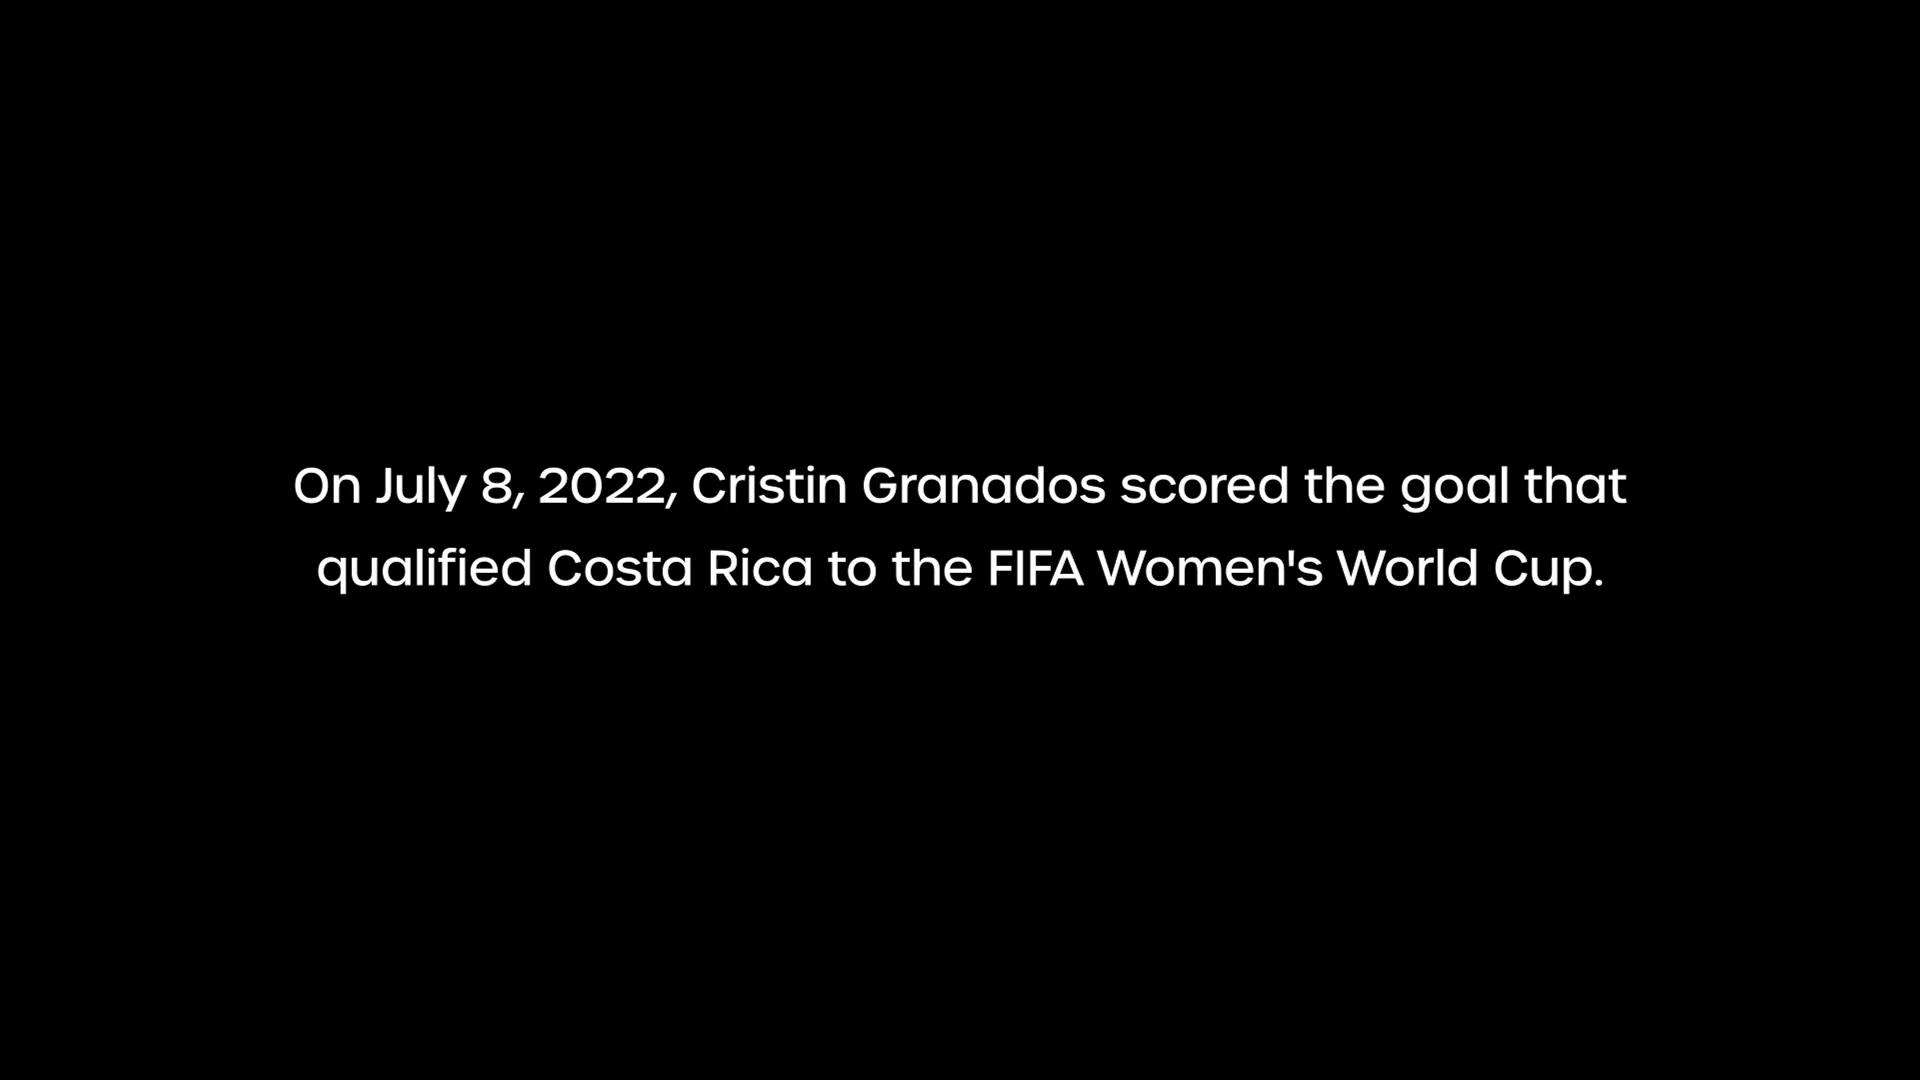 On July 8, 2022, Cristin Granados scored the goal that
qualified Costa Rica to the FIFA Women's World Cup.